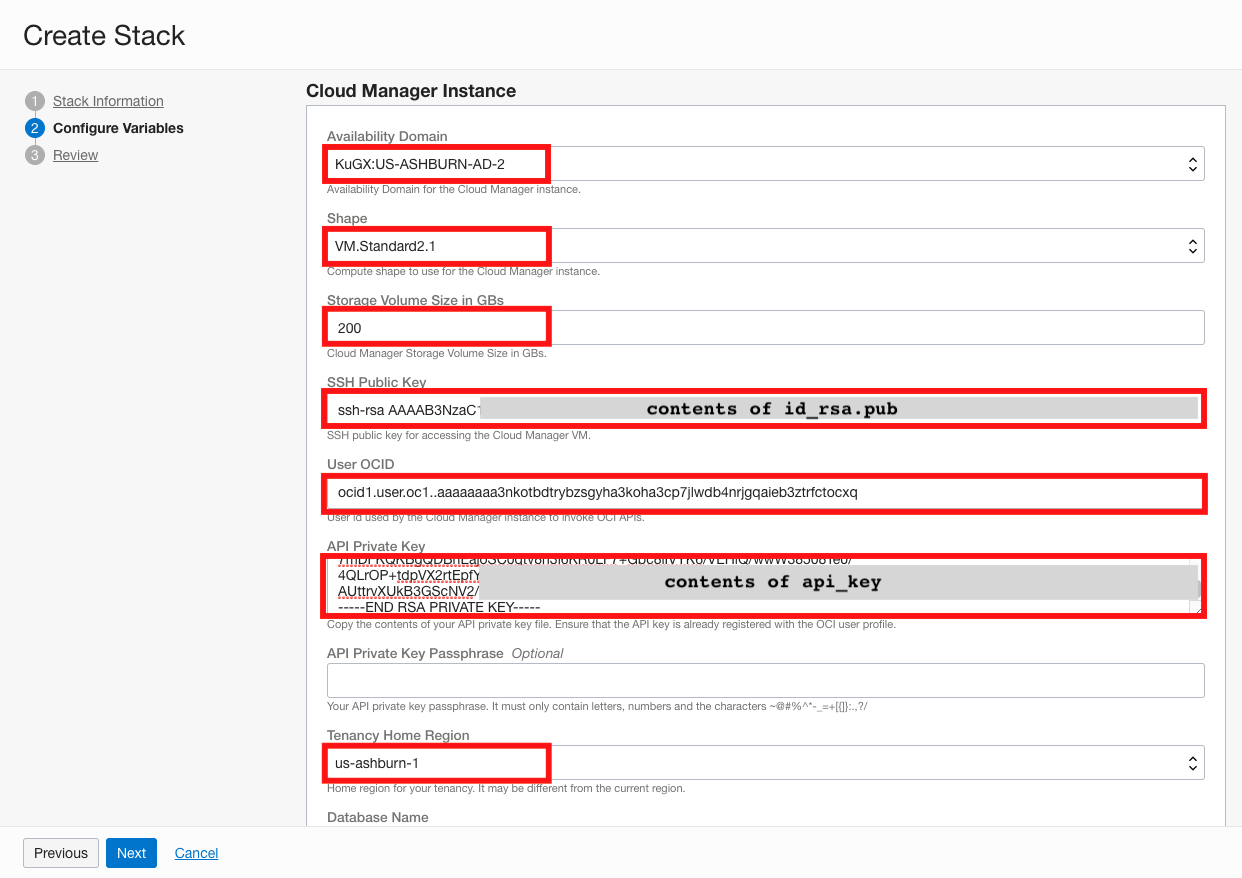 Create Stack
1 Stack Information
2 Configure Variables
3 Review
Cloud Manager Instance
Availability Domain
KuGX:US-ASHBURN-AD-2
Availability Domain for the Cloud Manager instance.
Shape
VM.Standard2.1
Compute shape to use for the Cloud Manager instance.
Storage Volume Size in GBs
200
Cloud Manager Storage Volume Size in GBs.
SSH Public Key
ssh-rsa AAAAB3NzaC1 contents of id_rsa.pub
SSH public key for accessing the Cloud Manager VM.
User OCID
ocid1.user.oc1..aaaaaaaa3nkotbdtrybzsgyha3koha3cp7jlwdb4nrjgqaieb3ztrfctocxq
User id used by the Cloud Manager instance to invoke OCI APIs.
API Private Key
4QLrOP+tdpVX2rtEpfY
contents of api_key
AUttrvXUkB3GScNV2/
-----END RSA PRIVATE KEY-----
Copy the contents of your API private key file. Ensure that the API key is already registered with the OCI user profile.
API Private Key Passphrase Optional
Your API private key passphrase. It must only contain letters, numbers and the characters ~@#%^*-_=+[{]}:.,?/
Tenancy Home Region
us-ashburn-1
Home region for your tenancy. It may be different from the current region.
Database Name
Previous
Next
Cancel